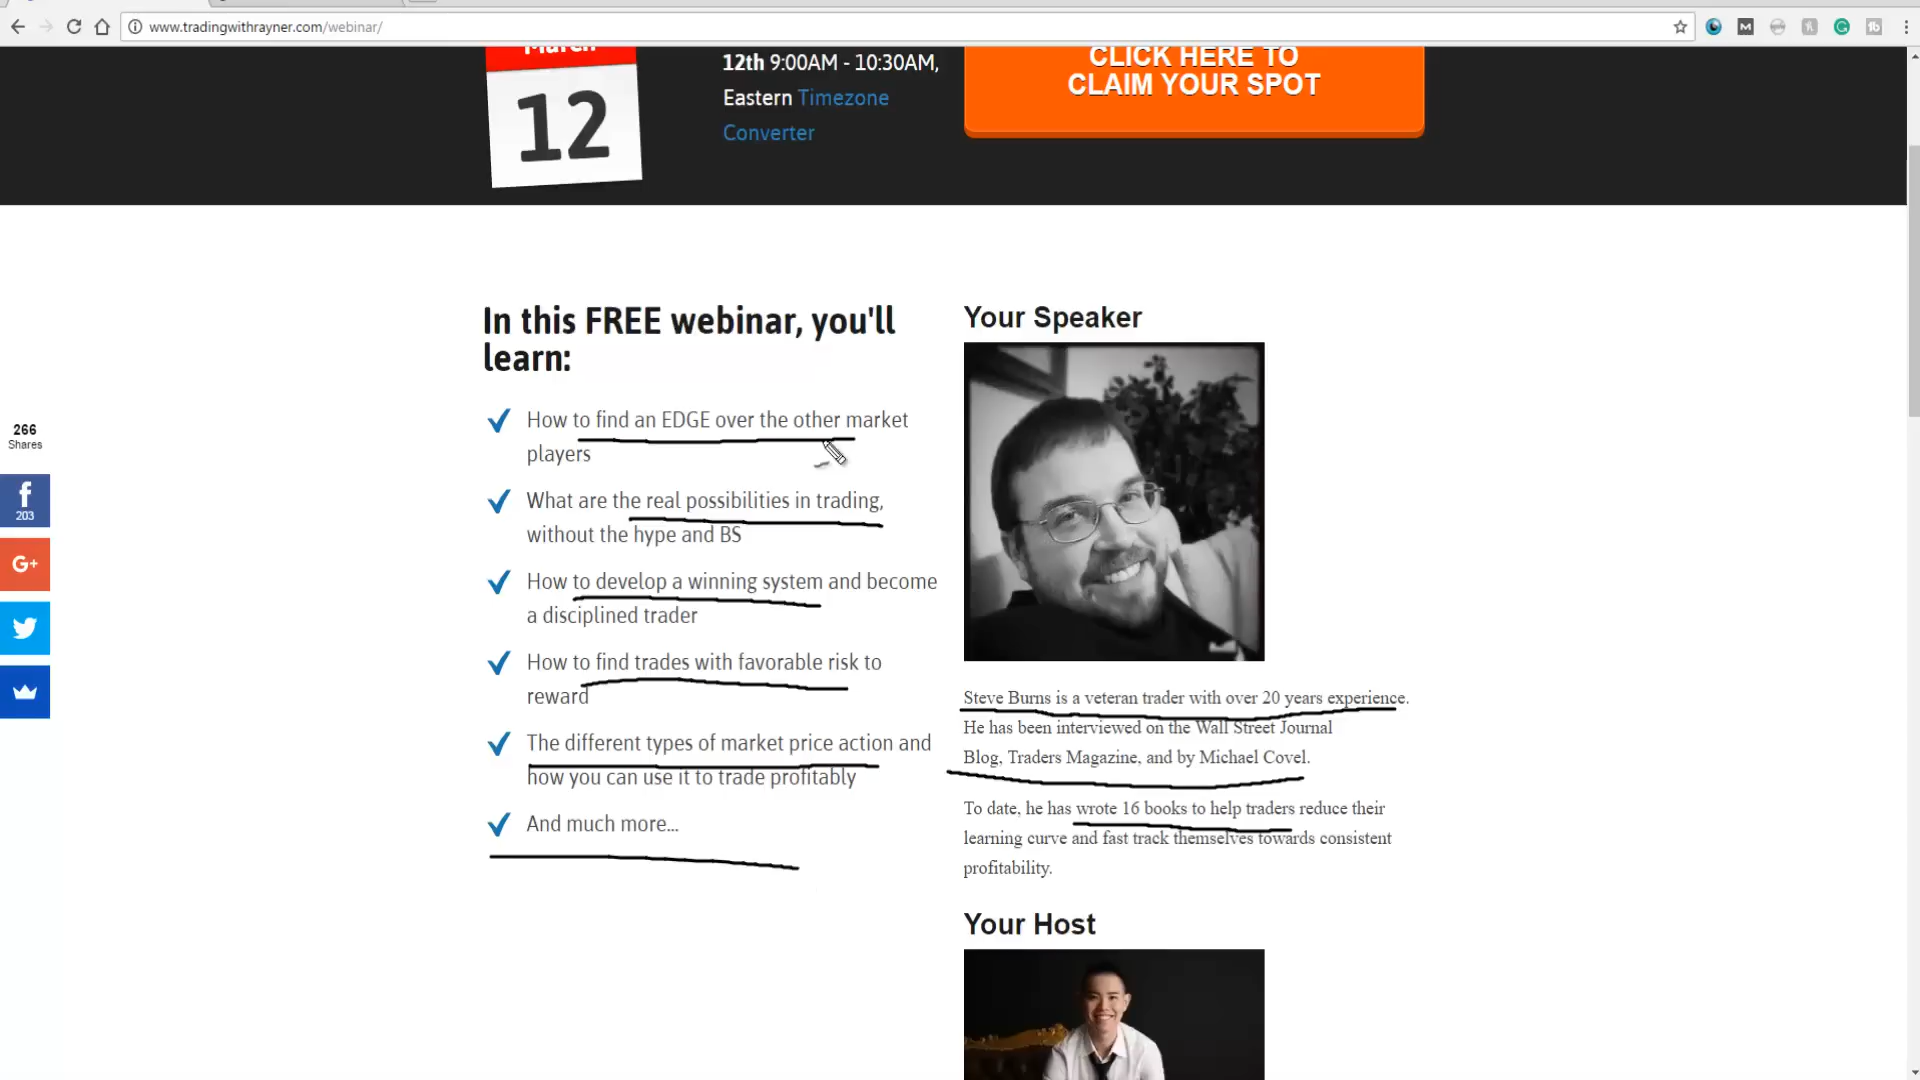 www.tradingwithrayner.com/webinar/
March
12
12th 9:00AM - 10:30AM,
Eastern Timezone
Converter
CLICK HERE TO
CLAIM YOUR SPOT
266
Shares
203
G+
In this FREE webinar, you'll
learn:
How to find an EDGE over the other market
players
What are the real possibilities in trading,
without the hype and BS
How to develop a winning system and become
a disciplined trader
How to find trades with favorable risk to
reward
The different types of market price action and
how you can use it to trade profitably
And much more...
Your Speaker
Steve Burns is a veteran trader with over 20 years experience.
He has been interviewed on the Wall Street Journal
Blog, Traders Magazine, and by Michael Covel.
To date, he has wrote 16 books to help traders reduce their
learning curve and fast track themselves towards consistent
profitability.
Your Host